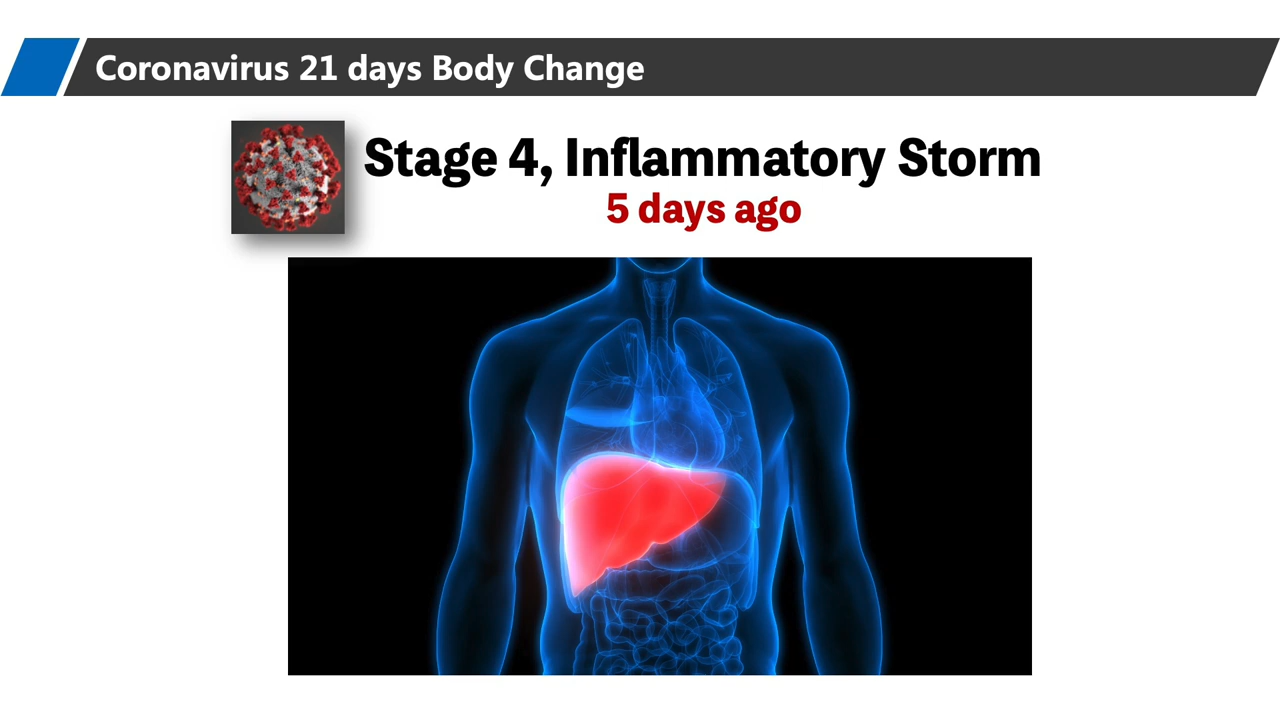 Coronavirus 21 days Body Change
Stage 4, Inflammatory Storm
5 days ago